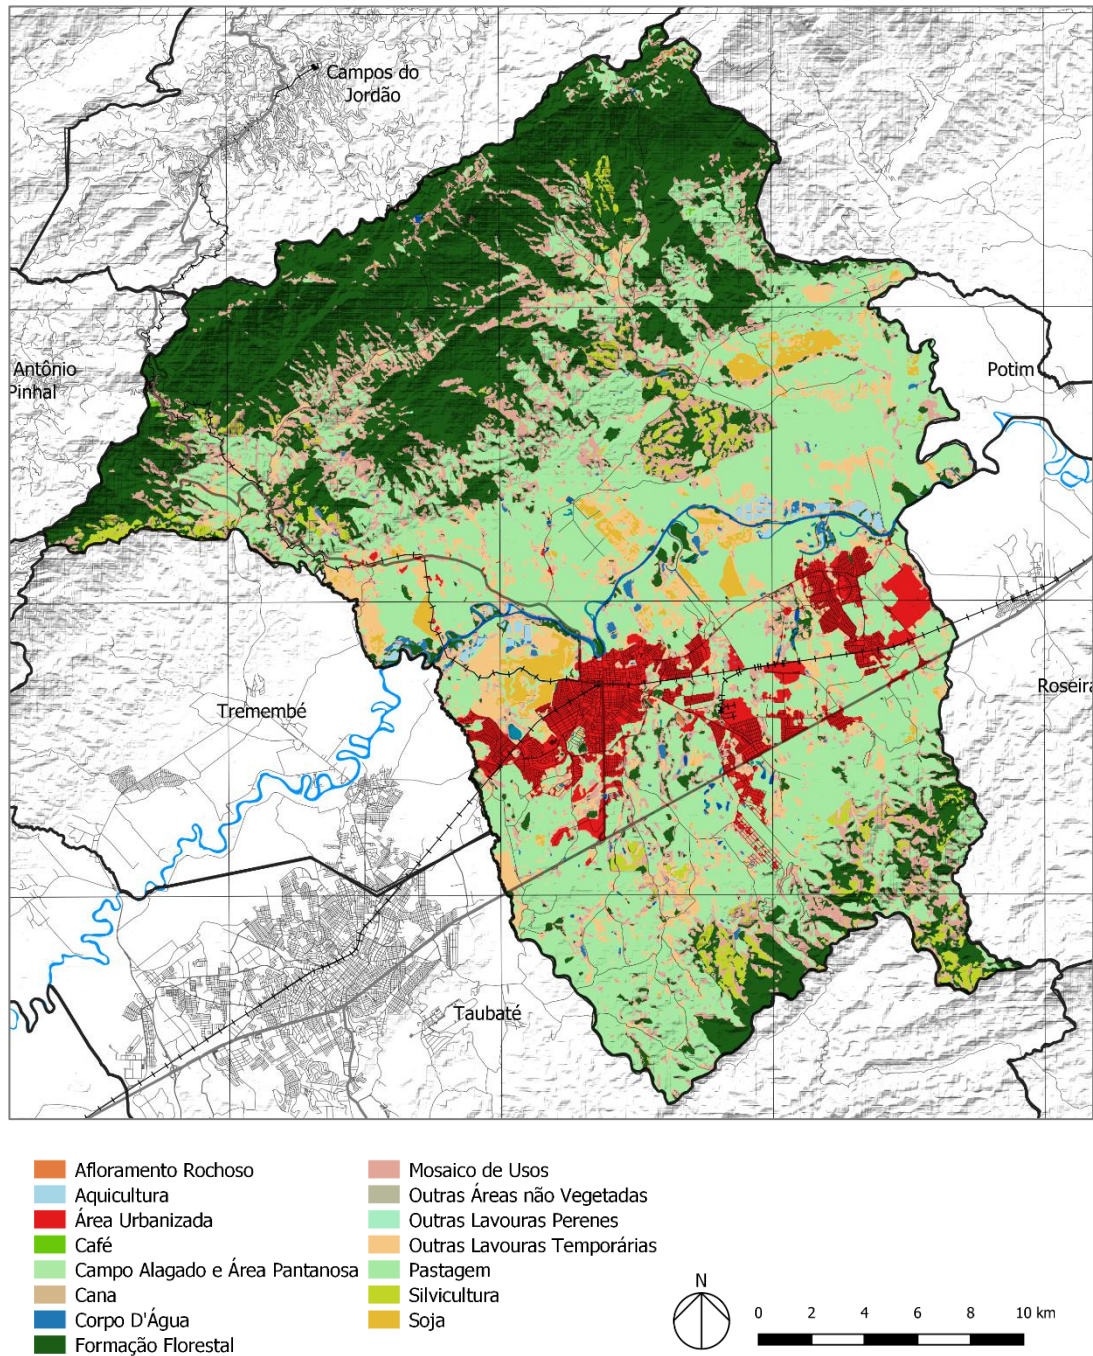 Campos do
Jordão
Antônio
Pinhal
Potim
Roseira
Tremembé
Taubaté
Afloramento Rochoso
Aquicultura
Área Urbanizada
Café
Campo Alagado e Área Pantanosa
Cana
Corpo D'Água
Formação Florestal
Mosaico de Usos
Outras Áreas não Vegetadas
Outras Lavouras Perenes
Outras Lavouras Temporárias
Pastagem
Silvicultura
Soja
N
0 2 4 6 8 10 km